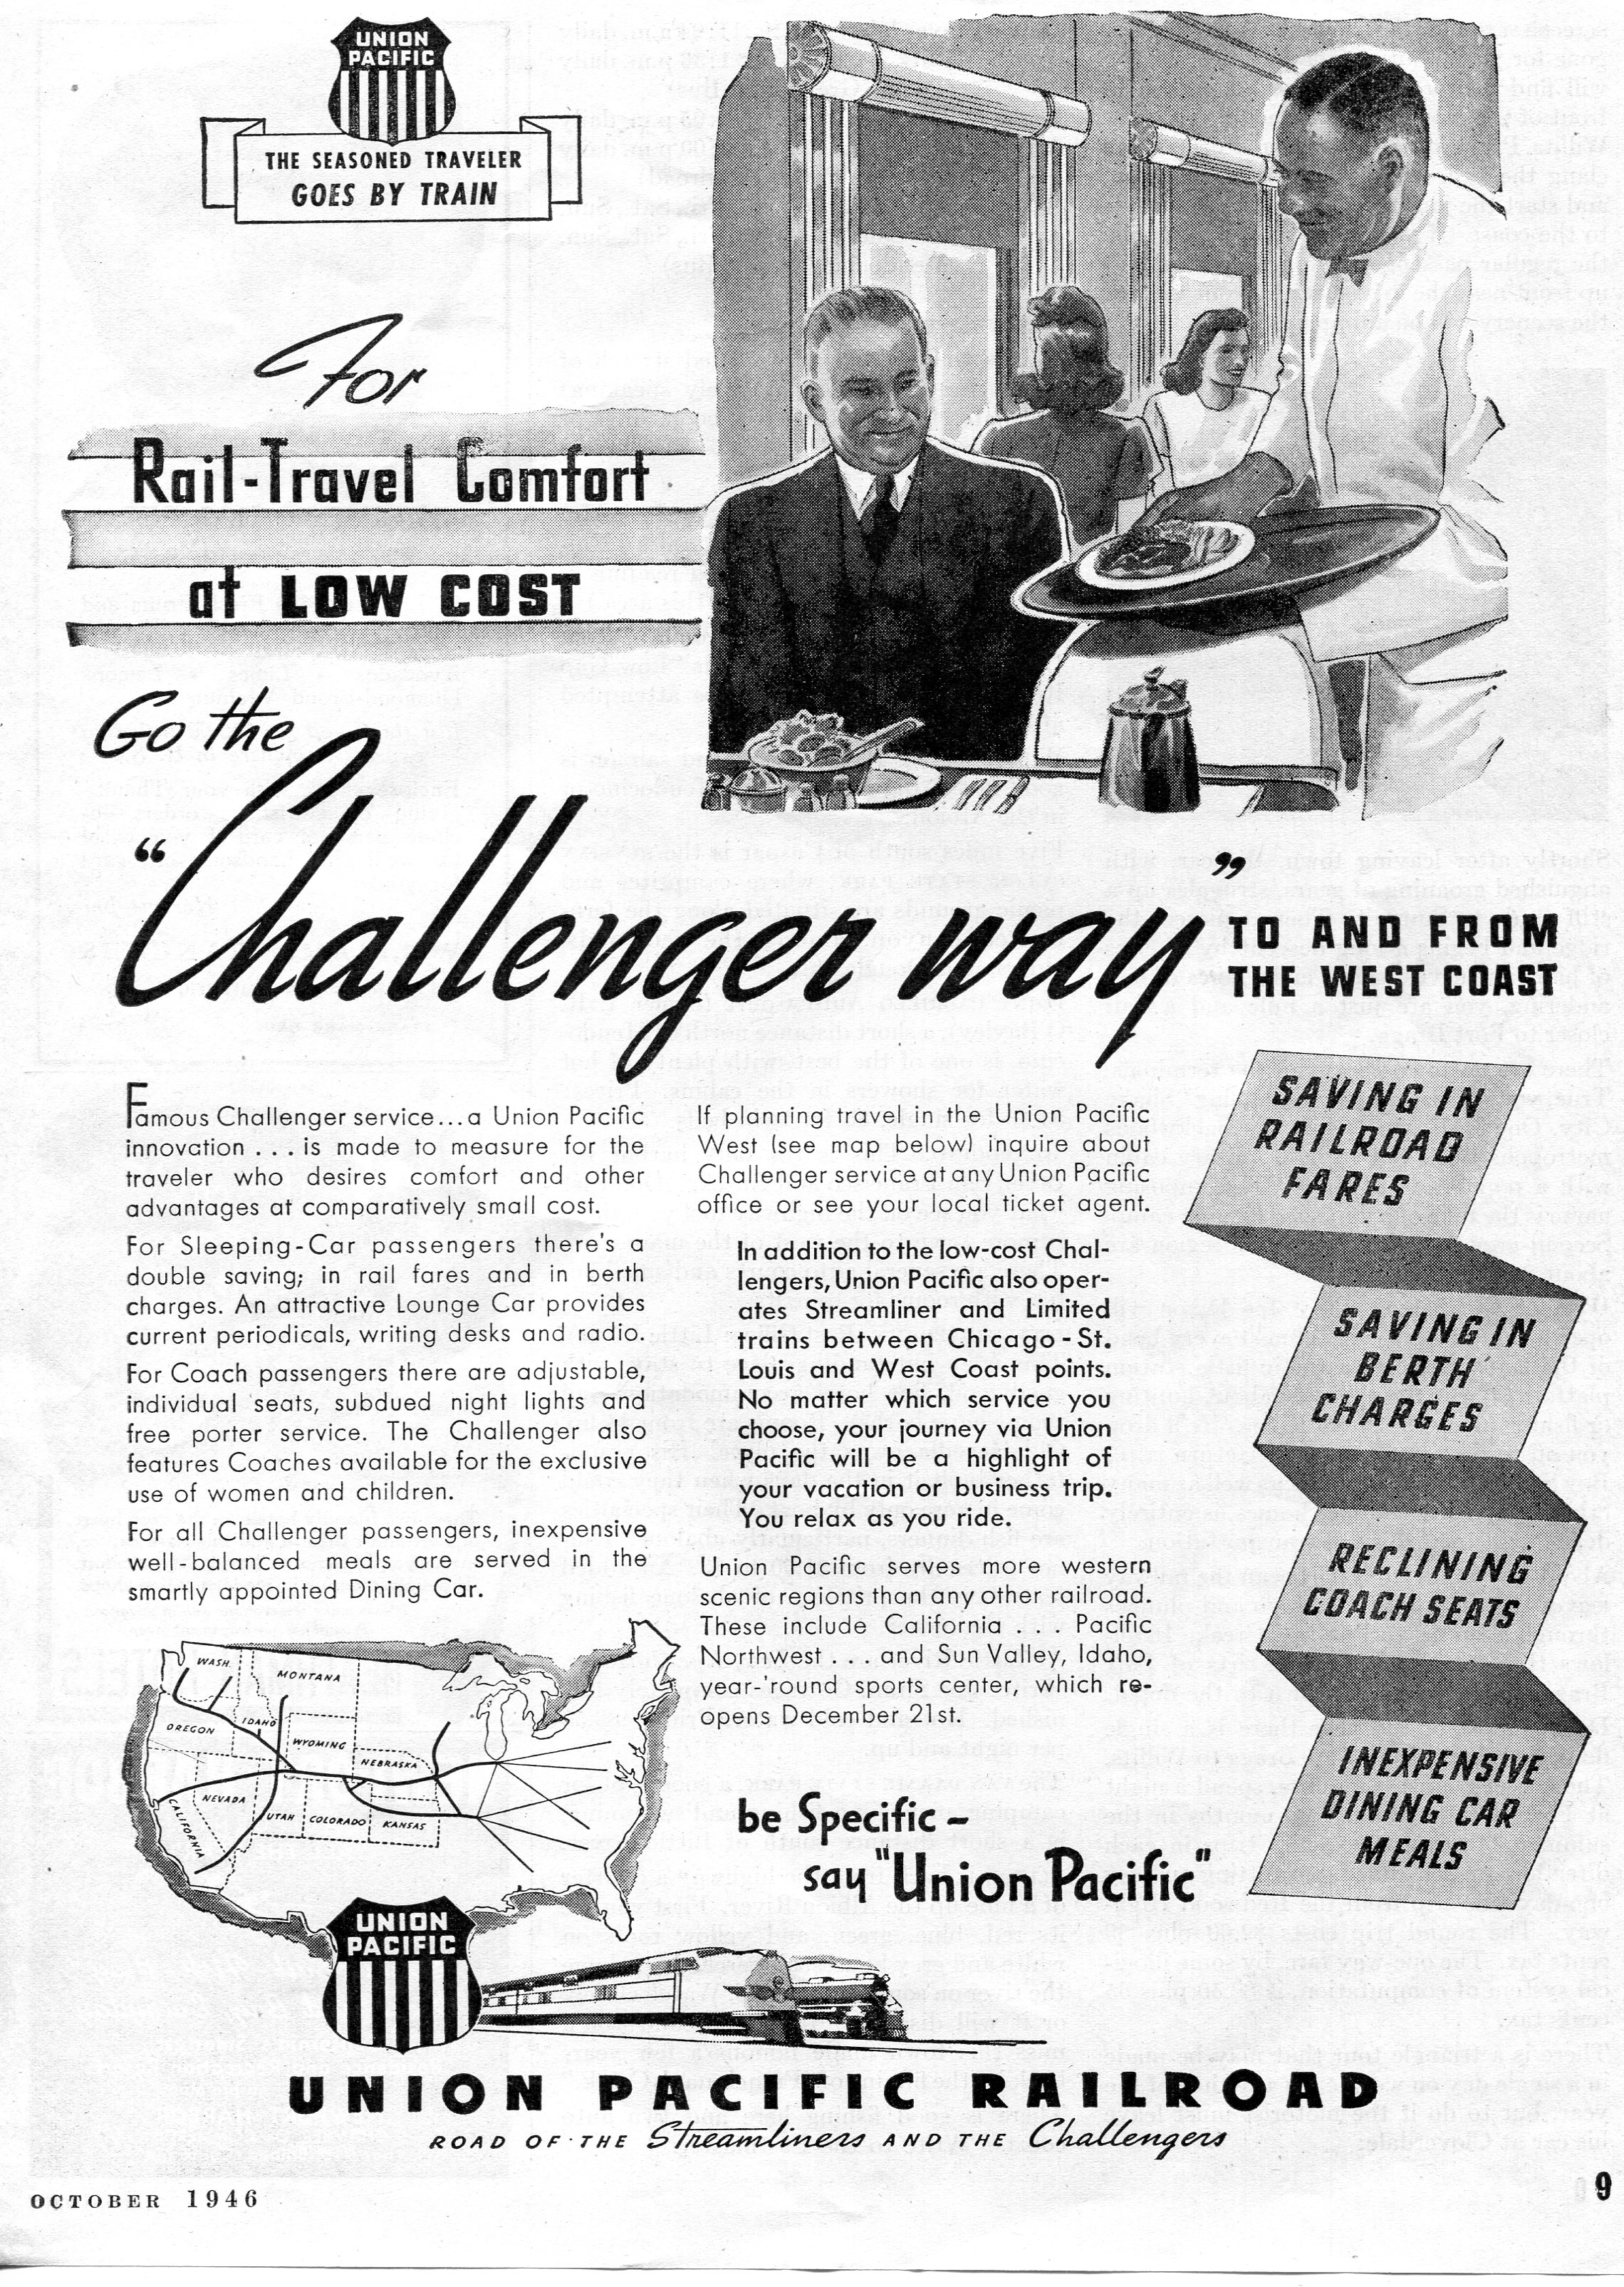 UNION
PACIFIC
THE SEASONED TRAVELER
GOES BY TRAIN
For
Rail-Travel Comfort
at LOW COST
Go the
"Challenger way"
TO AND FROM
THE WEST COAST
Famous Challenger service...a Union Pacific
innovation . . . is made to measure for the
traveler who desires comfort and other
advantages at comparatively small cost.
For Sleeping-Car passengers there's a
double saving; in rail fares and in berth
charges. An attractive Lounge Car provides
current periodicals, writing desks and radio.
For Coach passengers there are adjustable,
individual seats, subdued night lights and
free porter service. The Challenger also
features Coaches available for the exclusive
use of women and children.
For all Challenger passengers, inexpensive
well-balanced meals are served in the
smartly appointed Dining Car.
If planning travel in the Union Pacific
West (see map below) inquire about
Challenger service at any Union Pacific
office or see your local ticket agent.
In addition to the low-cost Chal-
lengers, Union Pacific also oper-
ates Streamliner and Limited
trains between Chicago - St.
Louis and West Coast points.
No matter which service you
choose, your journey via Union
Pacific will be a highlight of
your vacation or business trip.
You relax as you ride.
Union Pacific serves more western
scenic regions than any other railroad.
These include California . . . Pacific
Northwest . . . and Sun Valley, Idaho,
year-'round sports center, which re-
opens December 21st.
SAVING IN
RAILROAD
FARES
SAVING IN
BERTH
CHARGES
RECLINING
COACH SEATS
INEXPENSIVE
DINING CAR
MEALS
WASH.
MONTANA
OREGON
IDAHO
WYOMING
NEBRASKA
NEVADA
UTAH
COLORADO
KANSAS
CALIFORNIA
be Specific -
say "Union Pacific"
UNION
PACIFIC
UNION PACIFIC RAILROAD
ROAD OF THE Streamliners AND THE Challengers
OCTOBER 1946
9